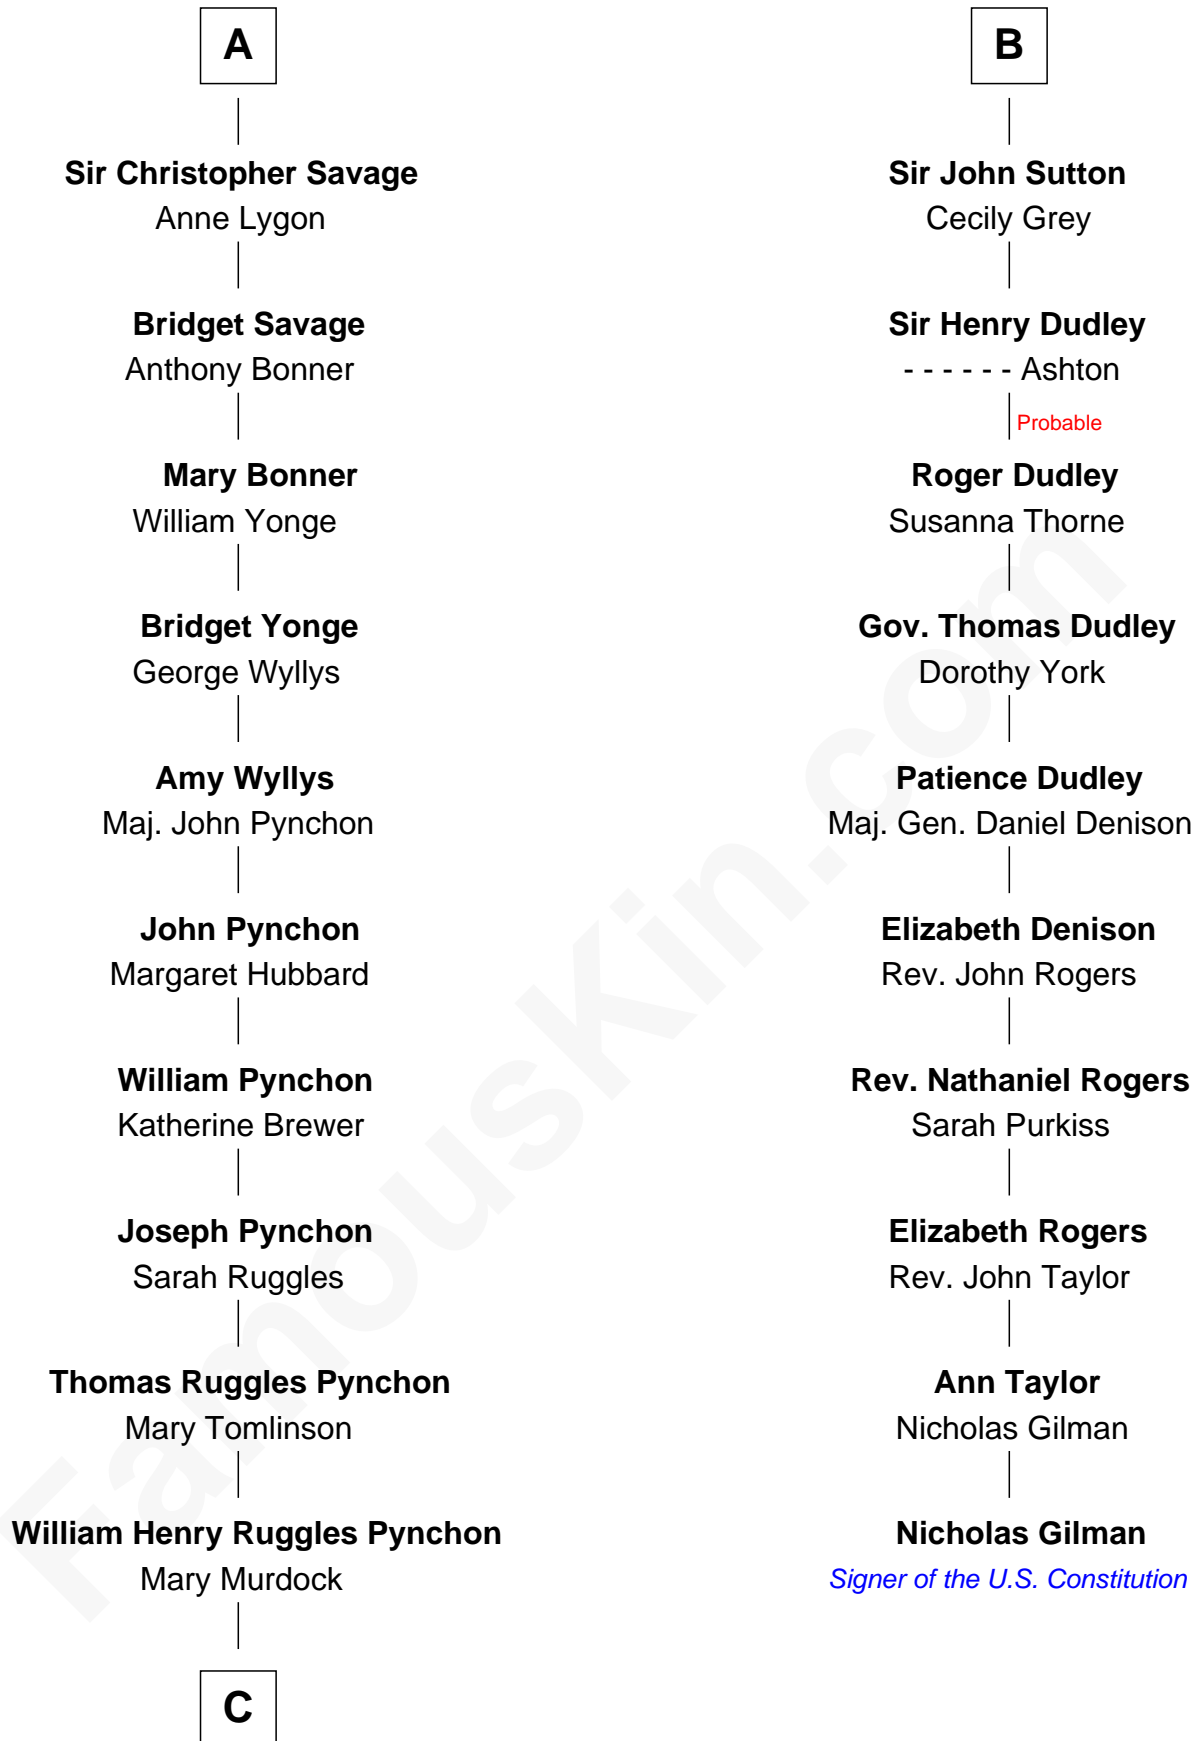 A
Sir Christopher Savage
Anne Lygon
Bridget Savage
Anthony Bonner
Mary Bonner
William Yonge
Bridget Yonge
George Wyllys
Amy Wyllys
Maj. John Pynchon
John Pynchon
Margaret Hubbard
William Pynchon
Katherine Brewer
Joseph Pynchon
Sarah Ruggles
Thomas Ruggles Pynchon
Mary Tomlinson
William Henry Ruggles Pynchon
Mary Murdock
C
B
Sir John Sutton
Cecily Grey
Sir Henry Dudley
- - - - - - Ashton
Probable
Roger Dudley
Susanna Thorne
Gov. Thomas Dudley
Dorothy York
Patience Dudley
Maj. Gen. Daniel Denison
Elizabeth Denison
Rev. John Rogers
Rev. Nathaniel Rogers
Sarah Purkiss
Elizabeth Rogers
Rev. John Taylor
Ann Taylor
Nicholas Gilman
Nicholas Gilman
Signer of the U.S. Constitution
FamousKin.com